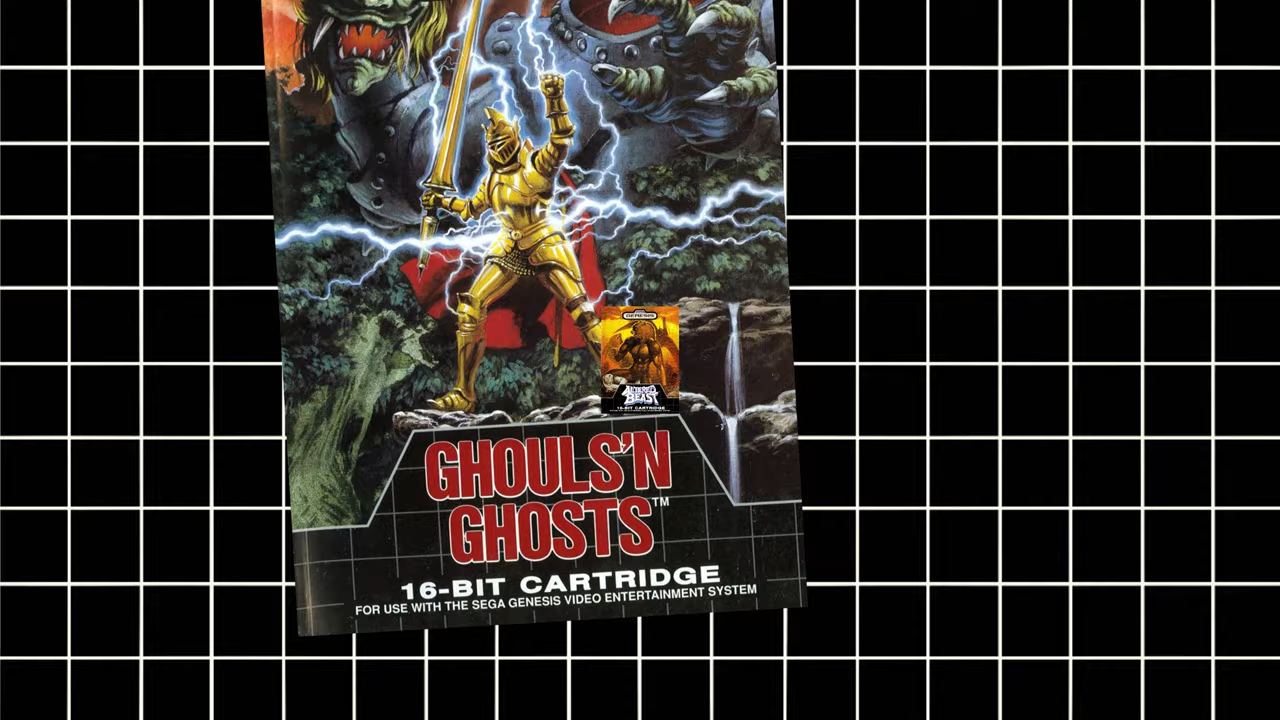 GENESIS
ALTERED
BEAST
16-BIT CARTRIDGE
GHOULS'N
GHOSTS™
16-BIT CARTRIDGE
FOR USE WITH THE SEGA GENESIS VIDEO ENTERTAINMENT SYSTEM